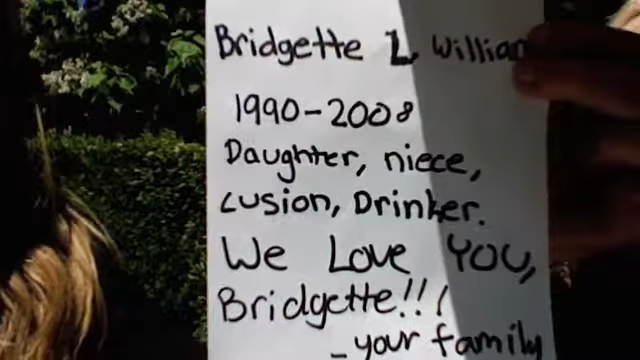 Bridgette L William
1990-2008
Daughter, niece,
cusion, Drinker.
We Love YOU,
Bridgette!!!
- your family